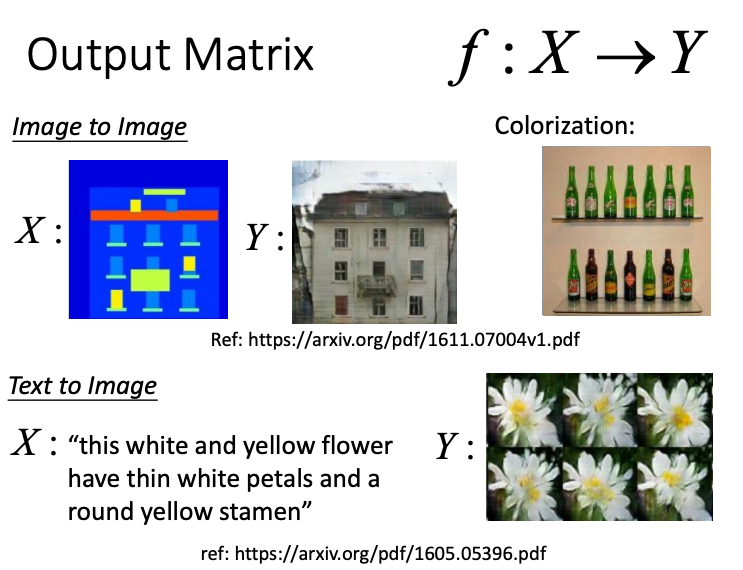 Output Matrix
f : X → Y
Image to Image
Colorization:
X :
Y :
Ref: https://arxiv.org/pdf/1611.07004v1.pdf
Text to Image
X : “this white and yellow flower
have thin white petals and a
round yellow stamen”
Y :
ref: https://arxiv.org/pdf/1605.05396.pdf